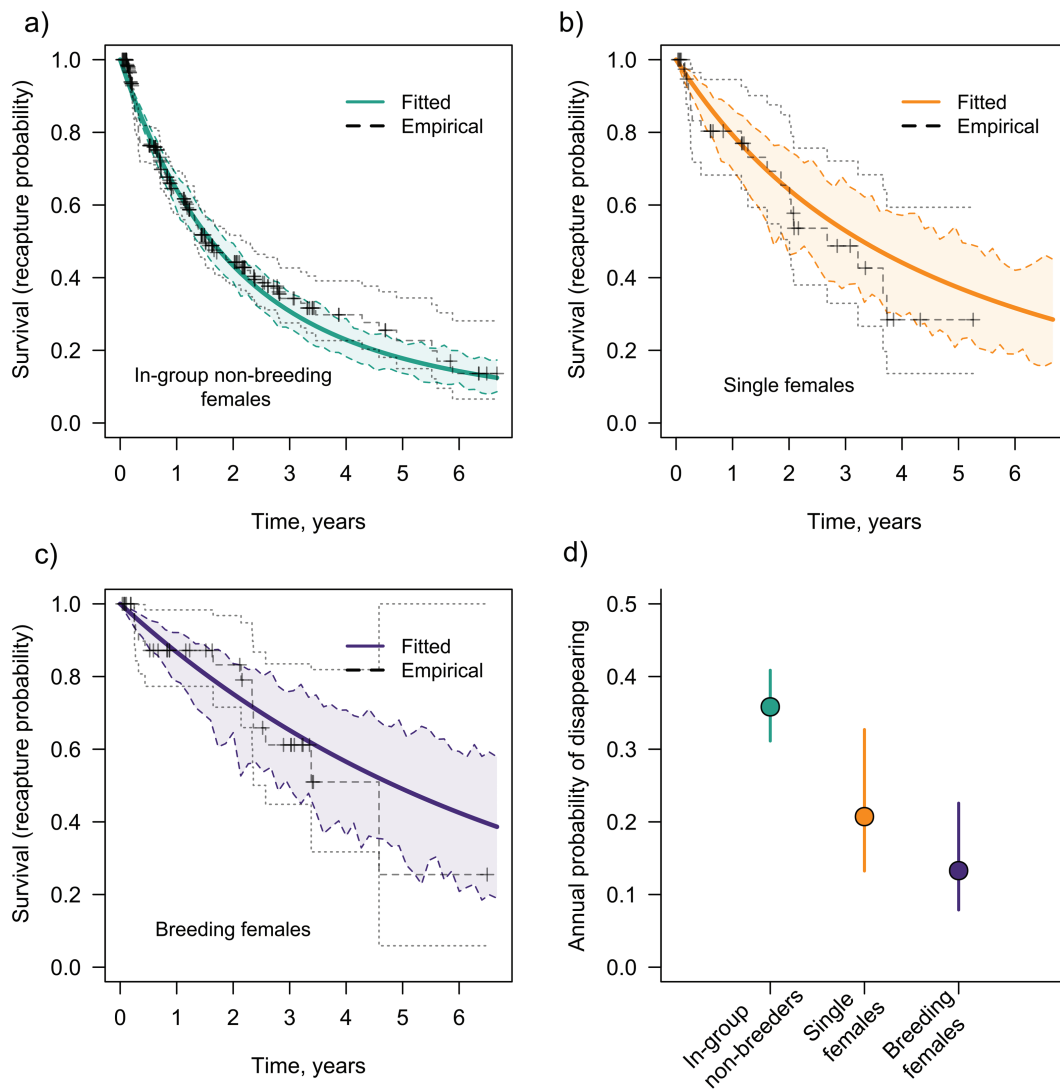 a)
Survival (recapture probability)
1.0
0.8
0.6
0.4
0.2
0.0
Fitted
Empirical
In-group non-breeding
females
0 1 2 3 4 5 6
Time, years
b)
Survival (recapture probability)
1.0
0.8
0.6
0.4
0.2
0.0
Fitted
Empirical
Single females
0 1 2 3 4 5 6
Time, years
c)
Survival (recapture probability)
1.0
0.8
0.6
0.4
0.2
0.0
Fitted
Empirical
Breeding females
0 1 2 3 4 5 6
Time, years
d)
Annual probability of disappearing
0.5
0.4
0.3
0.2
0.1
0.0
In-group
non-breeders
Single
females
Breeding
females